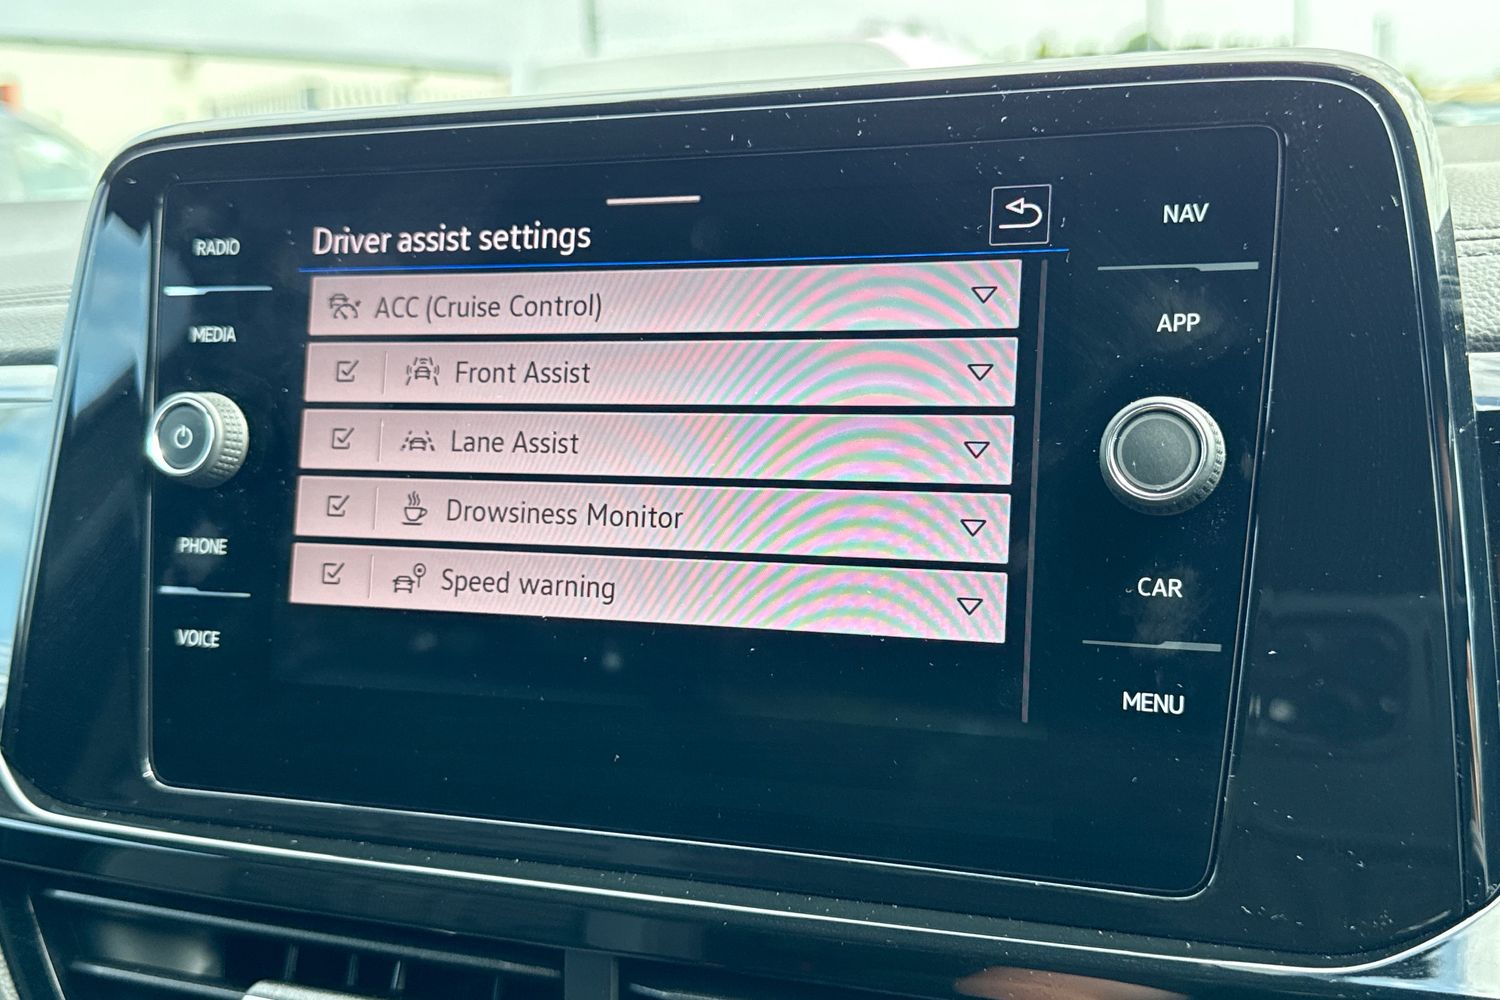 Driver assist settings
ACC (Cruise Control)
Front Assist
Lane Assist
Drowsiness Monitor
Speed warning
RADIO
MEDIA
PHONE
VOICE
NAV
APP
CAR
MENU